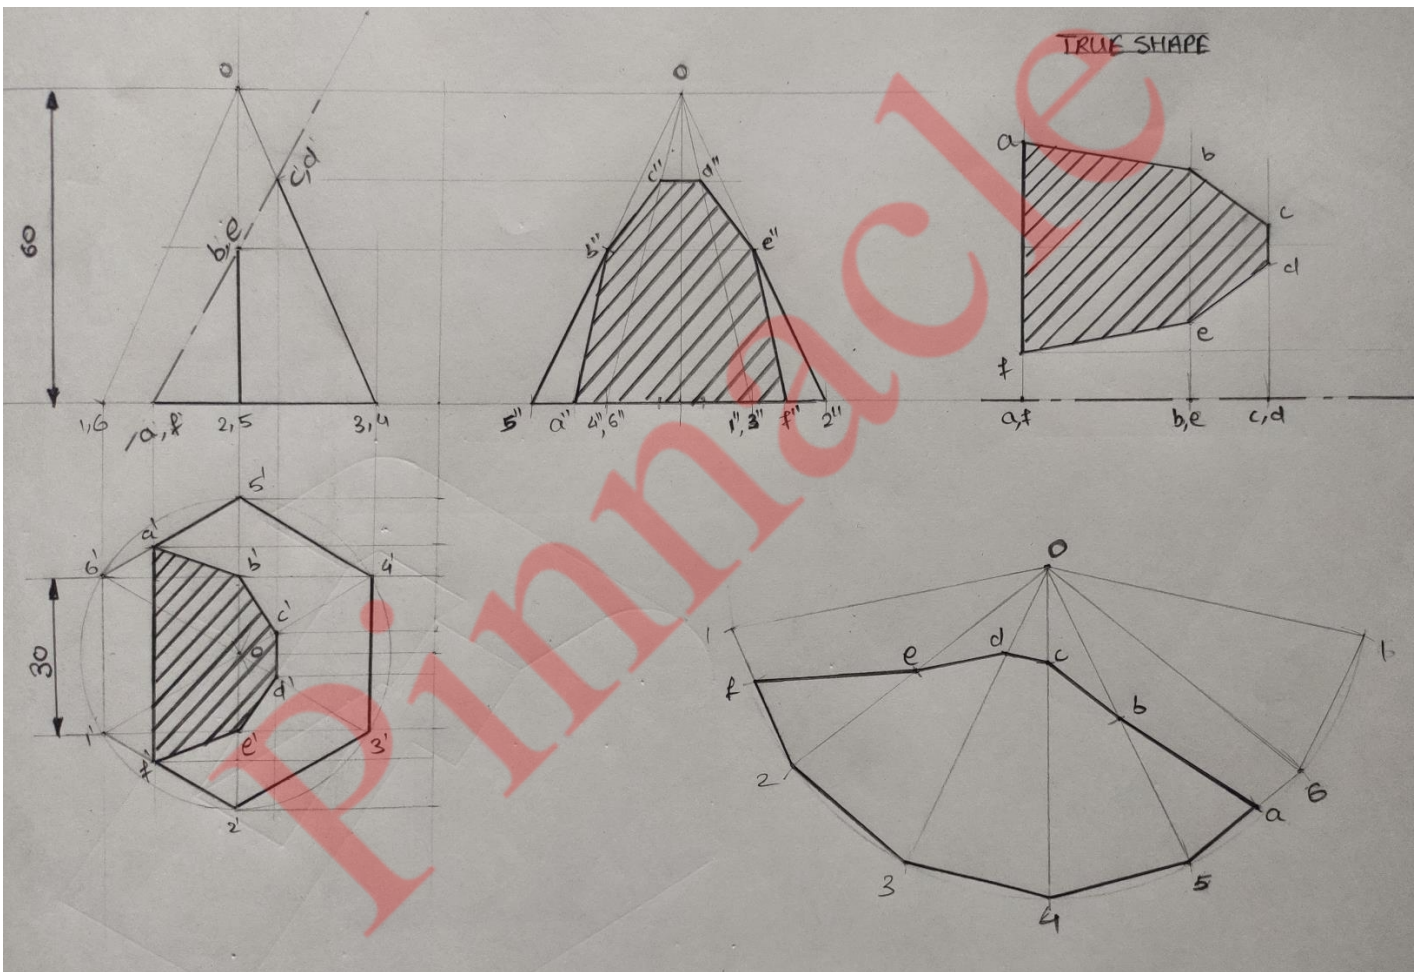 TRUE SHAPE
O
c',d'
b',e'
60
1,6
a',f'
2,5
3,4
O
c"
d"
b"
e"
5"
a"
4",6"
1",3"
f"
2"
a
b
c
d
e
f
a,f
b,e
c,d
5'
a'
6'
b'
4'
c'
o
d'
30
1'
e'
3'
f'
2'
O
1
f
e
d
c
b
a
2
3
4
5
6
Pinnacle